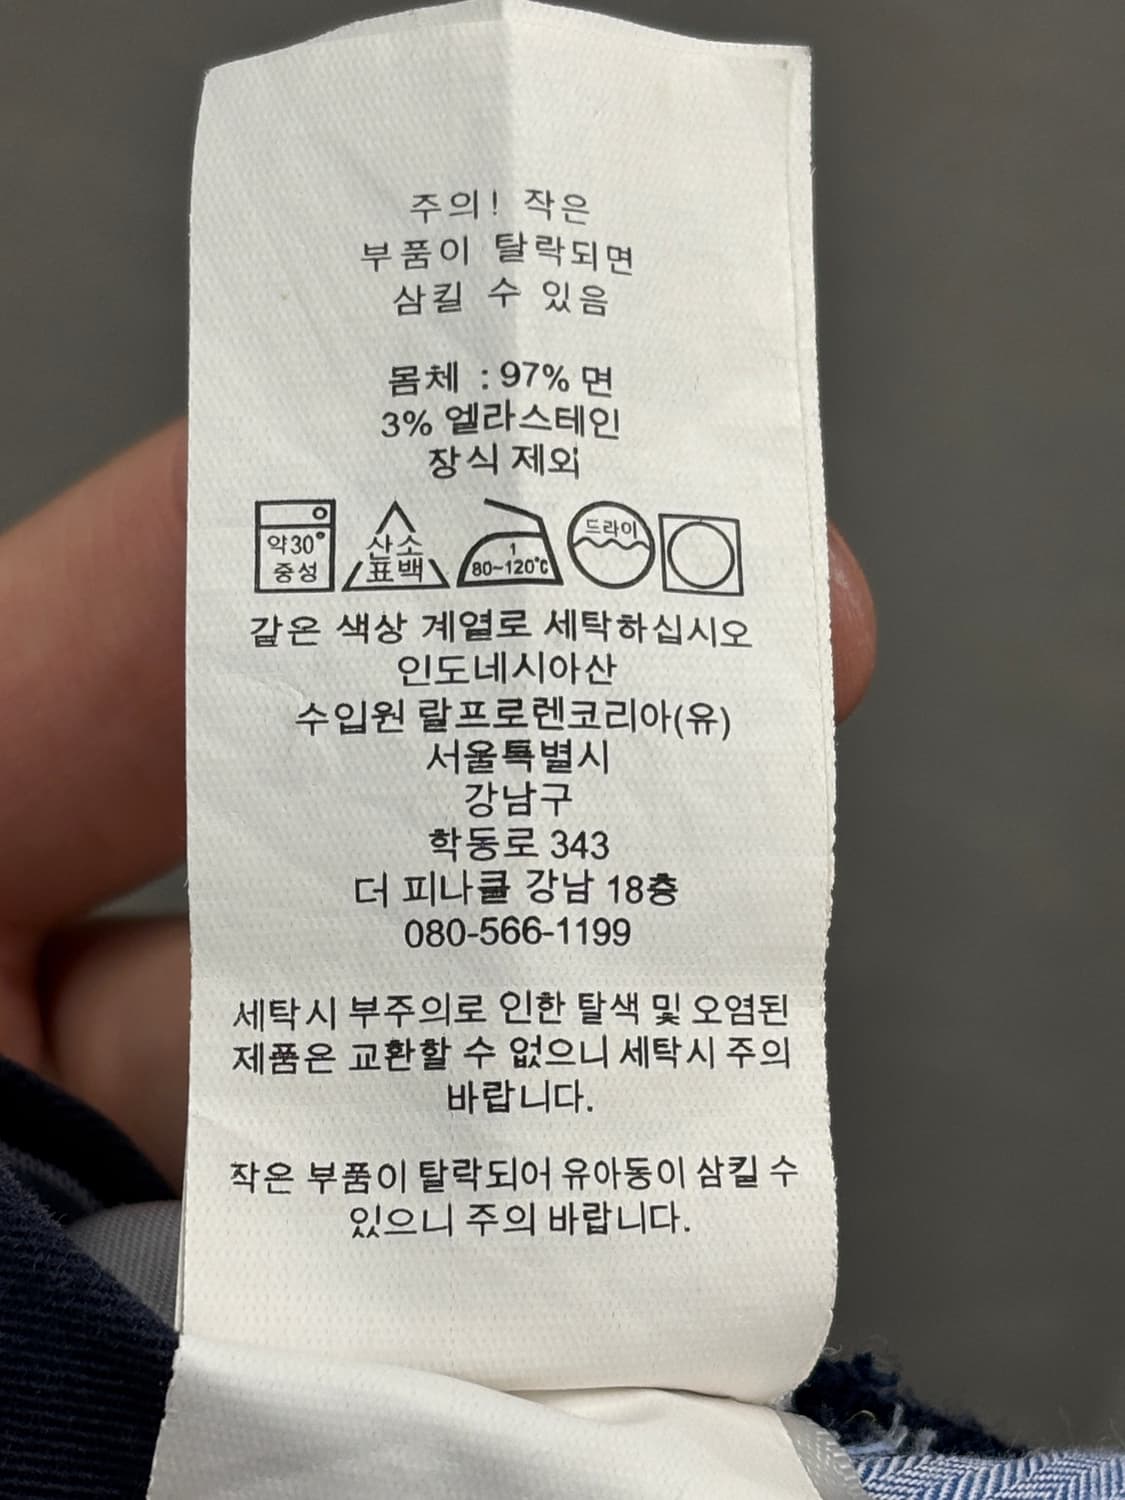 주의! 작은
부품이 탈락되면
삼킬 수 있음
몸체 : 97% 면
3% 엘라스테인
장식 제외
약30°
중성
산소
표백
1
80~120°C
드라이
같은 색상 계열로 세탁하십시오
인도네시아산
수입원 랄프로렌코리아(유)
서울특별시
강남구
학동로 343
더 피나클 강남 18층
080-566-1199
세탁시 부주의로 인한 탈색 및 오염된
제품은 교환할 수 없으니 세탁시 주의
바랍니다.
작은 부품이 탈락되어 유아동이 삼킬 수
있으니 주의 바랍니다.